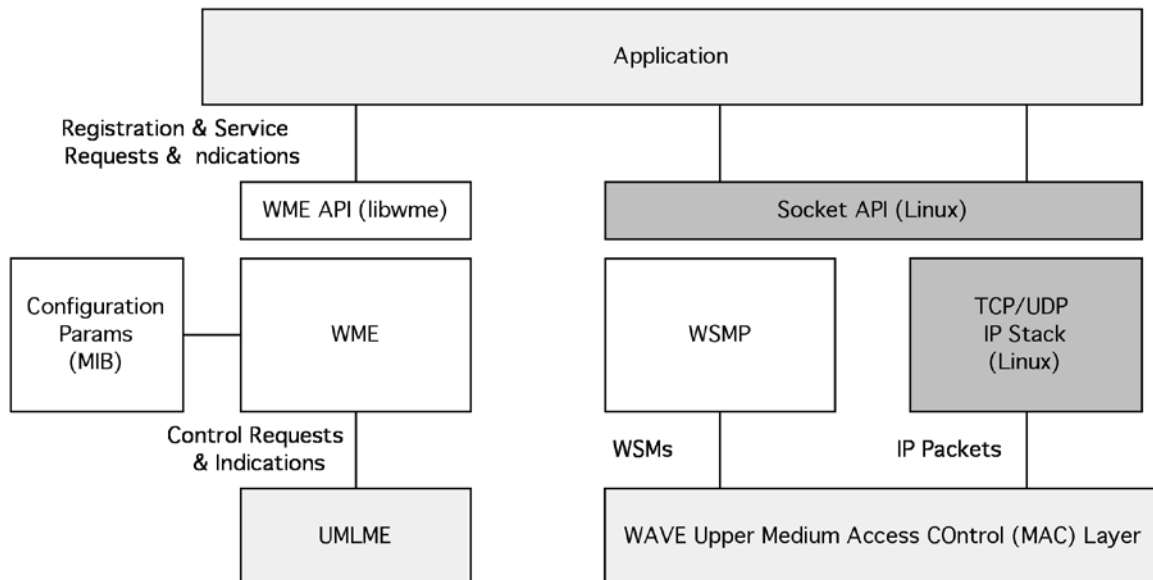 Application
Registration & Service
Requests & ndications
WME API (libwme)
Socket API (Linux)
Configuration
Params
(MIB)
WME
WSMP
TCP/UDP
IP Stack
(Linux)
Control Requests
& Indications
WSMs
IP Packets
UMLME
WAVE Upper Medium Access COntrol (MAC) Layer